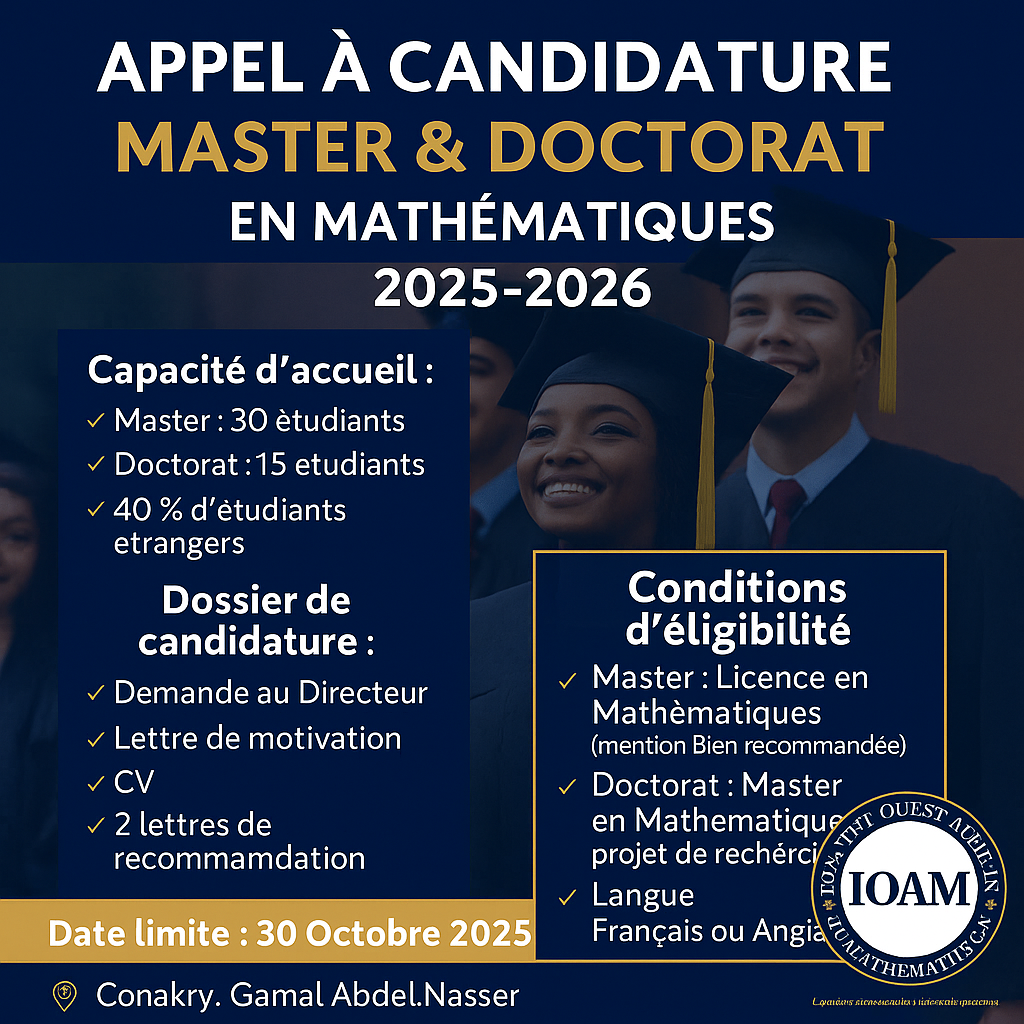 APPEL À CANDIDATURE
MASTER & DOCTORAT
EN MATHÉMATIQUES
2025-2026
Capacité d'accueil :
✓ Master : 30 ètudiants
✓ Doctorat :15 etudiants
✓ 40 % d'ètudiants
etrangers
Dossier de
candidature :
✓ Demande au Directeur
✓ Lettre de motivation
✓ CV
✓ 2 lettres de
recommamdation
Date limite : 30 Octobre 2025
Conakry. Gamal Abdel.Nasser
Conditions
d'éligibilité
✓ Master : Licence en
Mathèmatiques
(mention Bien recommandée)
✓ Doctorat : Master
en Mathematique
projet de
✓ Langue
Français ou
OUEST
IOAM